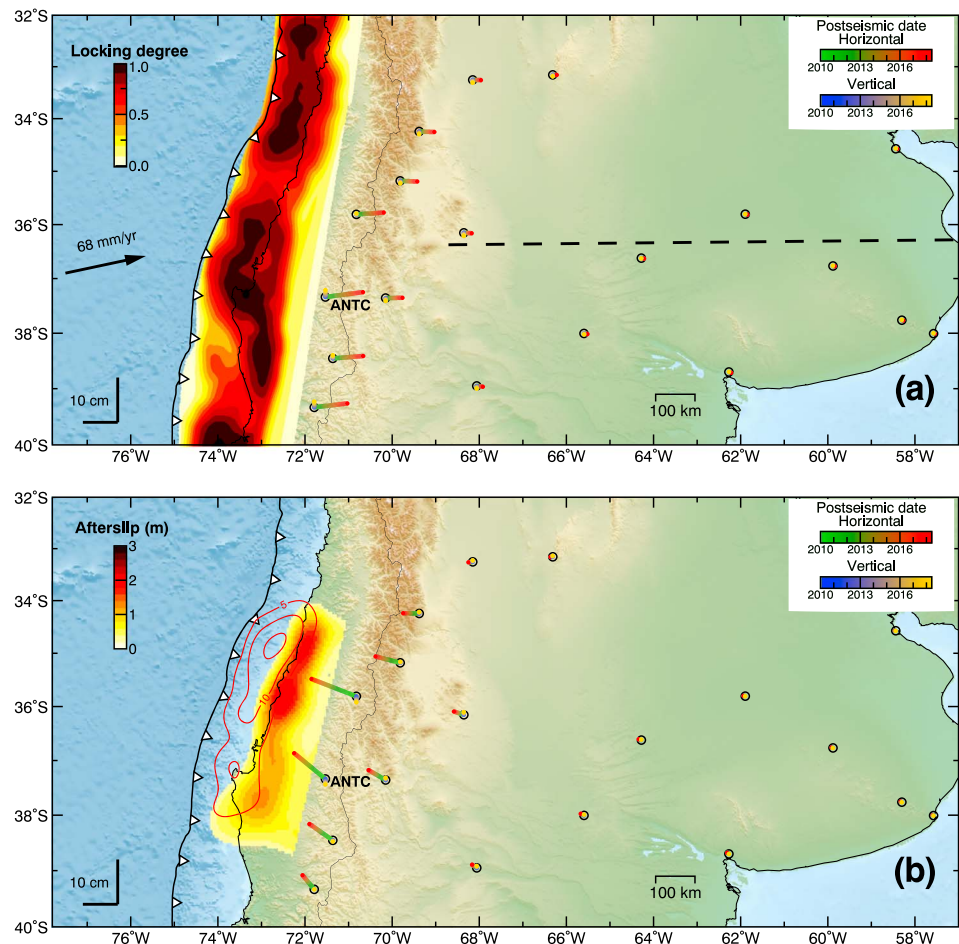 32°S
34°S
36°S
38°S
40°S
Locking degree
1.0
0.5
0.0
68 mm/yr
10 cm
ANTC
100 km
(a)
Postseismic date
Horizontal
2010 2013 2016
Vertical
2010 2013 2016
76°W 74°W 72°W 70°W 68°W 66°W 64°W 62°W 60°W 58°W
32°S
34°S
36°S
38°S
40°S
Afterslip (m)
3
2
1
0
5
10
10 cm
ANTC
100 km
(b)
Postseismic date
Horizontal
2010 2013 2016
Vertical
2010 2013 2016
76°W 74°W 72°W 70°W 68°W 66°W 64°W 62°W 60°W 58°W